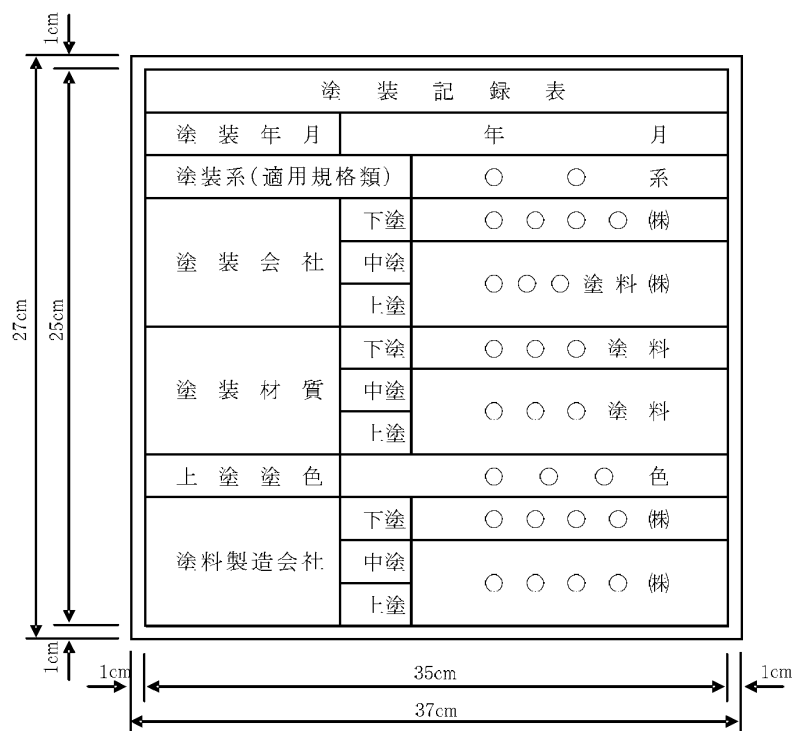 1cm
塗装記録表
塗装年月 年 月
塗装系(適用規格類) ○ ○ 系
塗装会社 下塗 ○○○○㈱
中塗 ○○○塗料㈱
上塗
塗装材質 下塗 ○○○塗料
中塗 ○○○塗料
上塗
上塗塗色 ○ ○ ○ 色
塗料製造会社 下塗 ○○○○㈱
中塗 ○○○○㈱
上塗
27cm
25cm
1cm
1cm 35cm 1cm
37cm